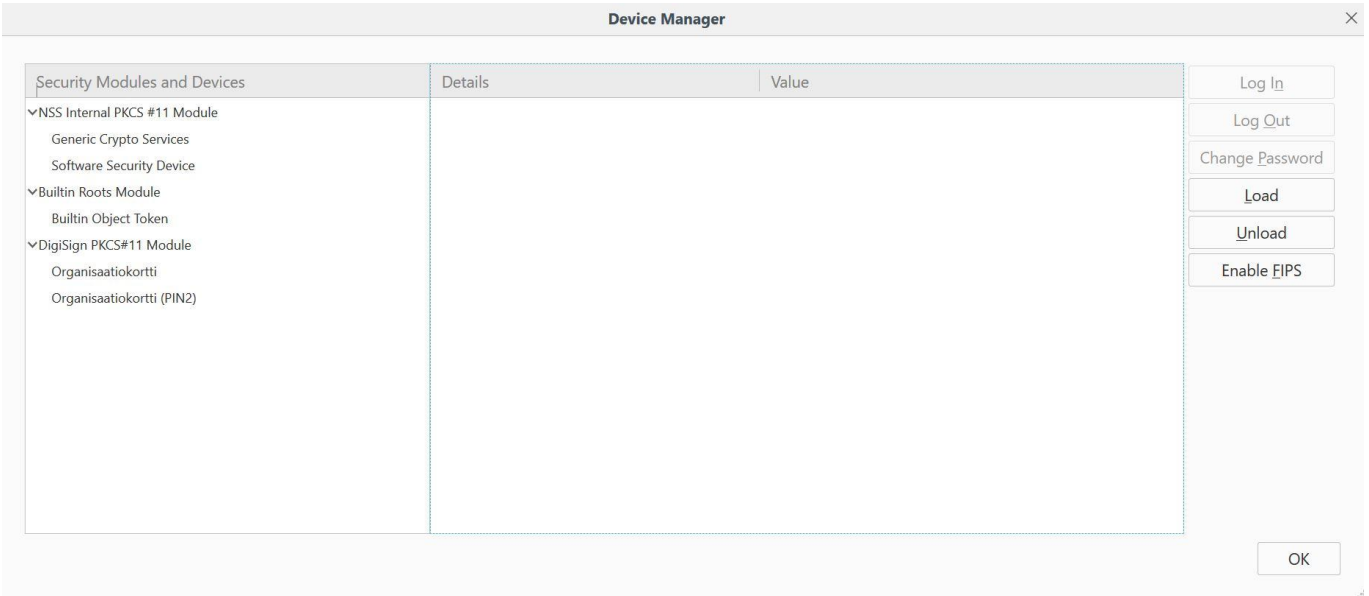 Device Manager
Security Modules and Devices
Details
Value
NSS Internal PKCS #11 Module
Generic Crypto Services
Software Security Device
Builtin Roots Module
Builtin Object Token
DigiSign PKCS#11 Module
Organisaatiokortti
Organisaatiokortti (PIN2)
Log In
Log Out
Change Password
Load
Unload
Enable FIPS
OK